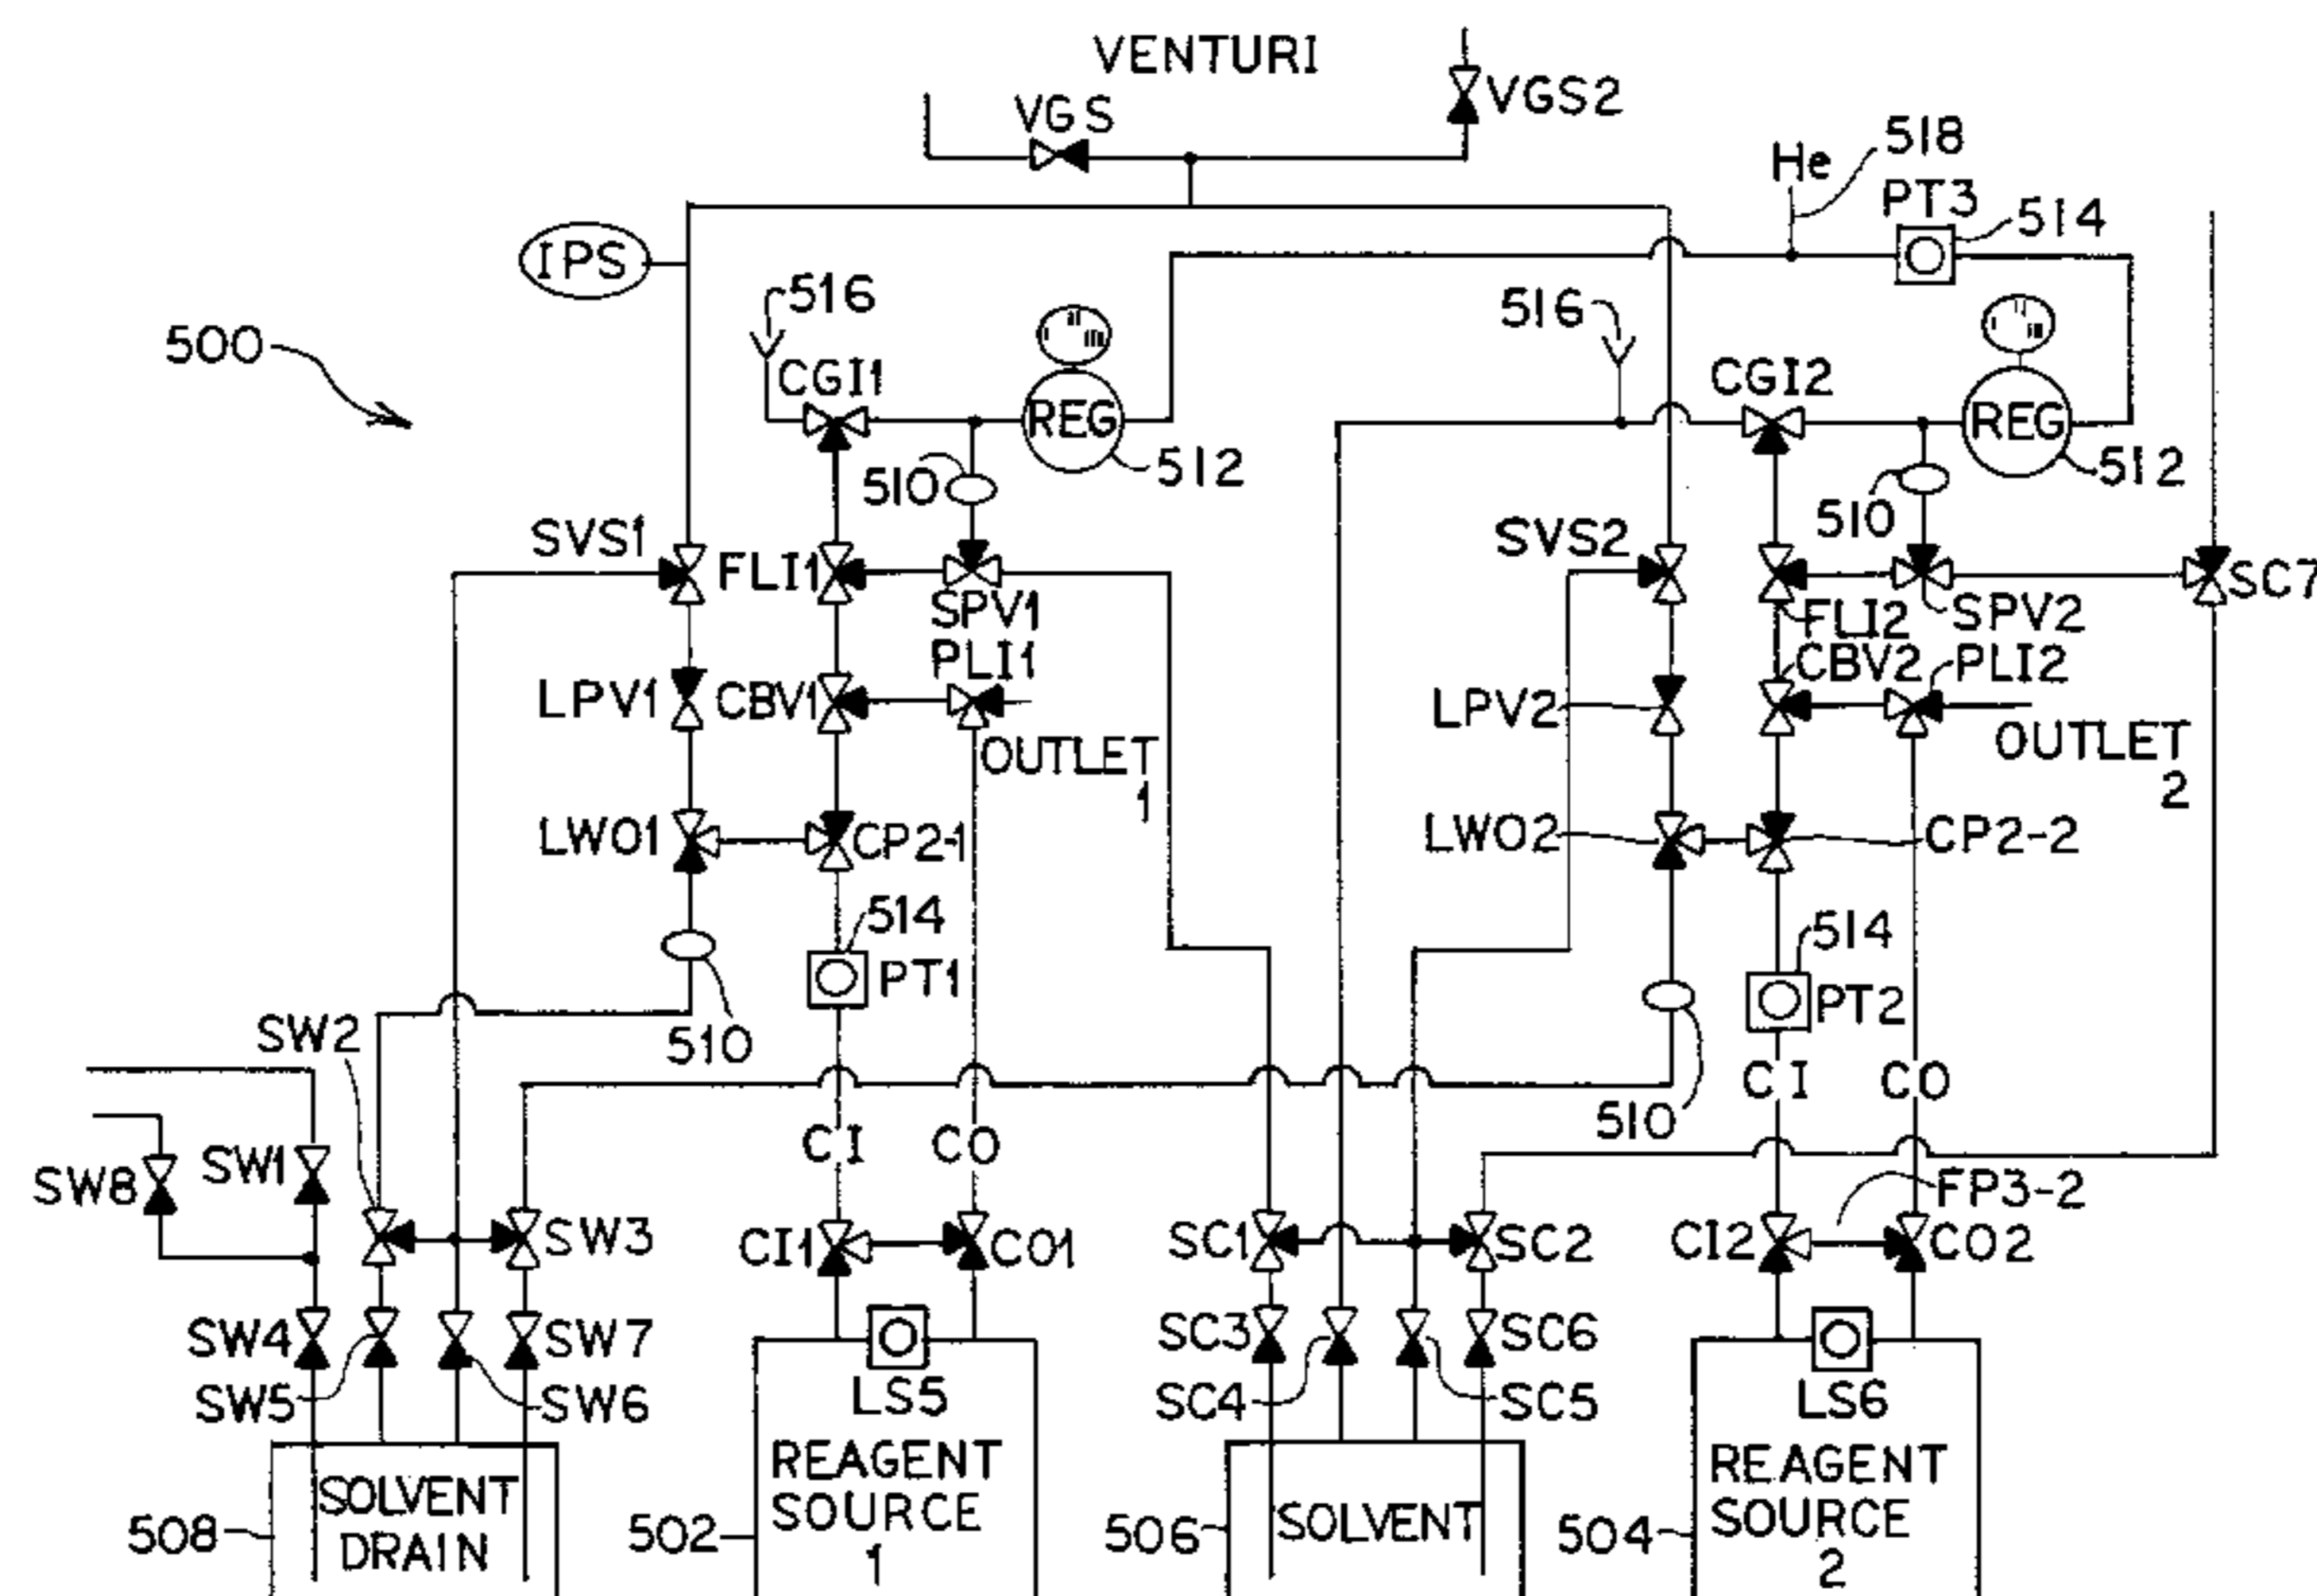 VENTURI
VGS
VGS2
518
He
PT3
514
IPS
516
516
500
CGI1
CGI2
REG
REG
512
512
510
510
SVS1
FLI1
SPV1
SVS2
FLI2
SPV2
SC7
PLI1
CBV2
PLI2
LPV1
CBV1
LPV2
OUTLET
1
OUTLET
2
LWO1
CP2-1
LWO2
CP2-2
514
PT1
514
PT2
SW2
510
510
CI
CO
CI
CO
SW8
SW1
SW3
CI1
CO1
SC1
SC2
FP3-2
CI2
CO2
SW4
SW7
SC3
SC6
SW5
SW6
LS5
SC4
SC5
LS6
508
SOLVENT
DRAIN
502
REAGENT
SOURCE
1
506
SOLVENT
504
REAGENT
SOURCE
2